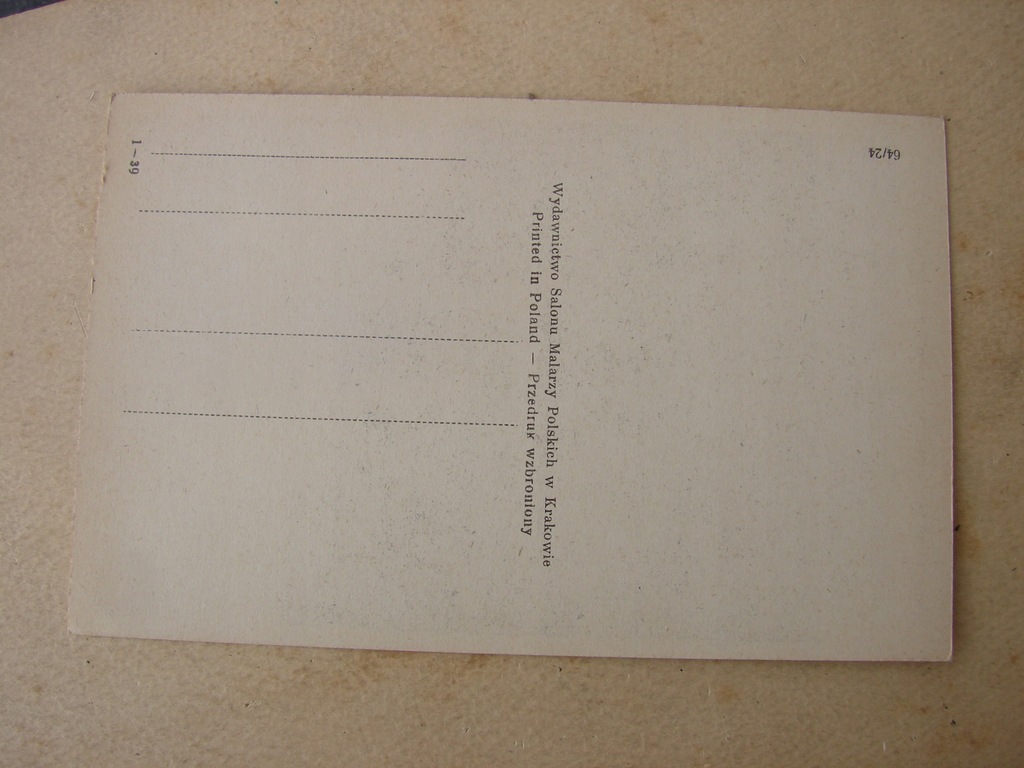 64/24
Wydawnictwo Salonu Malarzy Polskich w Krakowie
Printed in Poland — Przedruk wzbroniony
1—39